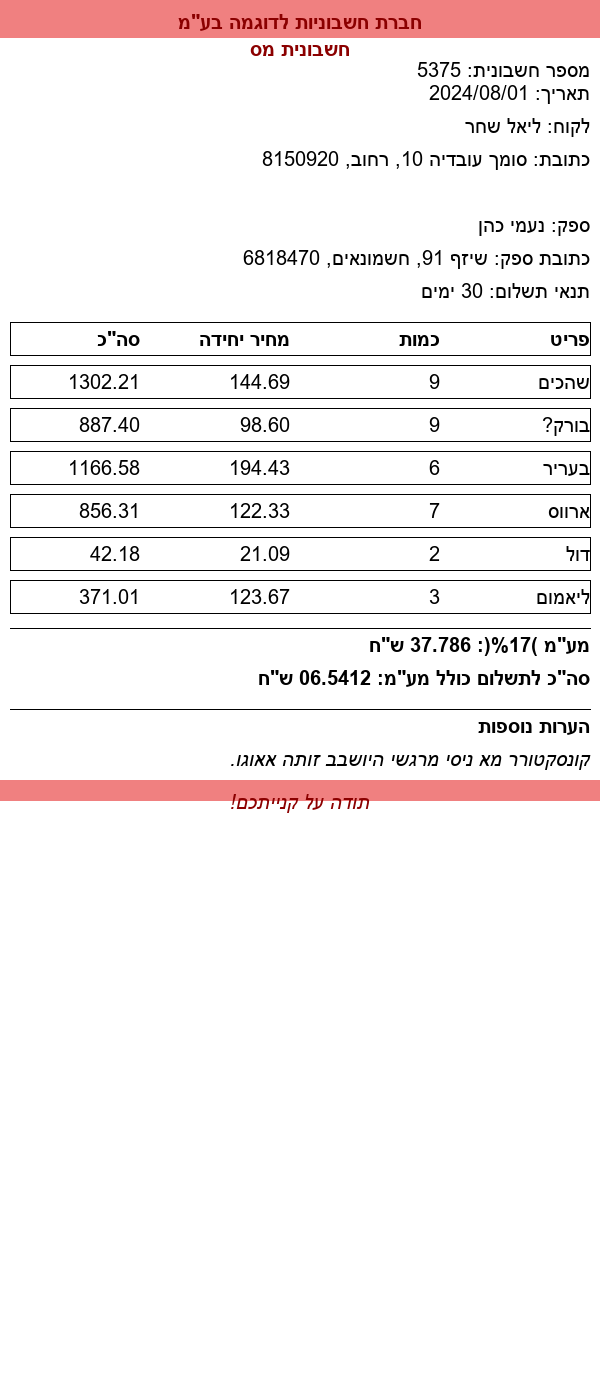 חברת חשבוניות לדוגמה בע"מ
חשבונית מס
מספר חשבונית: 5375
תאריך: 2024/08/01
לקוח: ליאל שחר
כתובת: סומך עובדיה 10, רחוב, 8150920
ספק: נעמי כהן
כתובת ספק: שיזף 91, חשמונאים, 6818470
תנאי תשלום: 30 ימים
פריט כמות מחיר יחידה סה"כ
שהכים 9 144.69 1302.21
בורק? 9 98.60 887.40
בעריר 6 194.43 1166.58
ארווס 7 122.33 856.31
דול 2 21.09 42.18
ליאמום 3 123.67 371.01
מע"מ )17%(: 37.786 ש"ח
סה"כ לתשלום כולל מע"מ: 06.5412 ש"ח
הערות נוספות
קונסקטורר מא ניסי מרגשי היושבב זותה אאוגו.
תודה על קנייתכם!